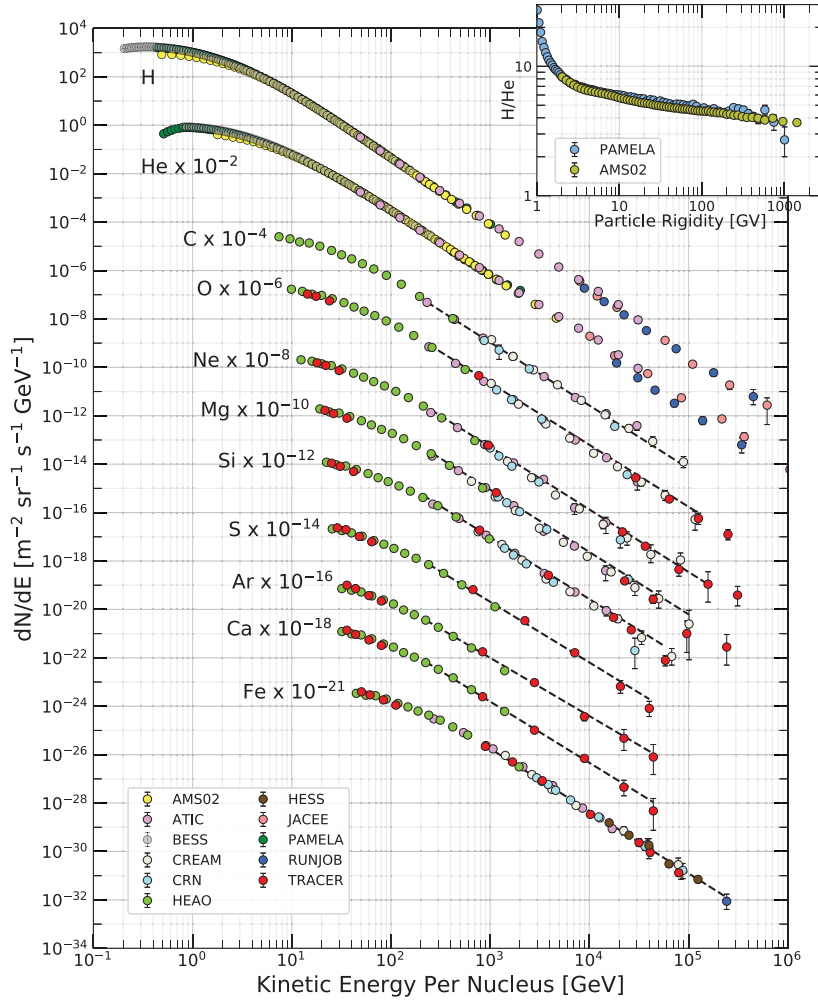 10^4
10^2
10^0
10^-2
10^-4
10^-6
10^-8
10^-10
10^-12
10^-14
10^-16
10^-18
10^-20
10^-22
10^-24
10^-26
10^-28
10^-30
10^-32
10^-34
dN/dE [m^-2 sr^-1 s^-1 GeV^-1]
H
He x 10^-2
C x 10^-4
O x 10^-6
Ne x 10^-8
Mg x 10^-10
Si x 10^-12
S x 10^-14
Ar x 10^-16
Ca x 10^-18
Fe x 10^-21
H/He
10
1
PAMELA
AMS02
1 10 100 1000
Particle Rigidity [GV]
AMS02
ATIC
BESS
CREAM
CRN
HEAO
HESS
JACEE
PAMELA
RUNJOB
TRACER
10^-1 10^0 10^1 10^2 10^3 10^4 10^5 10^6
Kinetic Energy Per Nucleus [GeV]